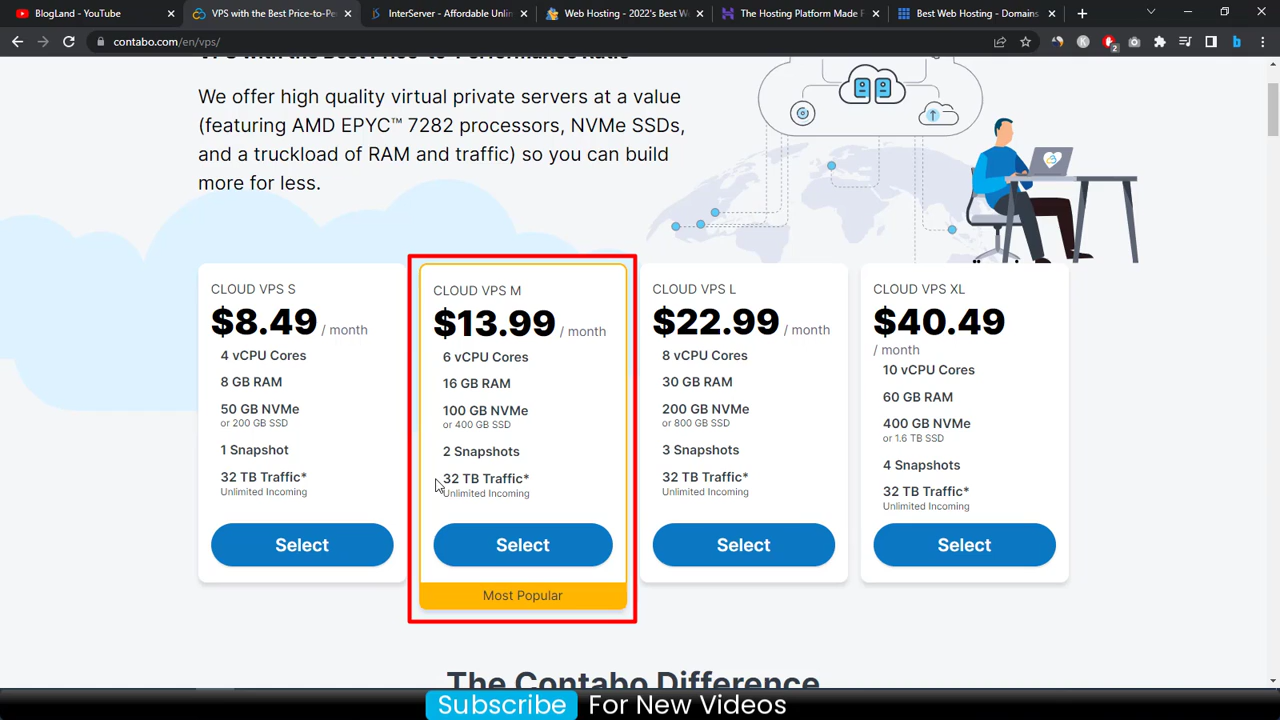 BlogLand - YouTube
VPS with the Best Price-to-Pe
InterServer - Affordable Unli
Web Hosting - 2022's Best W
The Hosting Platform Made F
Best Web Hosting - Domains
contabo.com/en/vps/
VPS with the Best Price-to-Performance Ratio
We offer high quality virtual private servers at a value
(featuring AMD EPYC™ 7282 processors, NVMe SSDs,
and a truckload of RAM and traffic) so you can build
more for less.
CLOUD VPS S
$8.49 / month
4 vCPU Cores
8 GB RAM
50 GB NVMe
or 200 GB SSD
1 Snapshot
32 TB Traffic*
Unlimited Incoming
Select
CLOUD VPS M
$13.99 / month
6 vCPU Cores
16 GB RAM
100 GB NVMe
or 400 GB SSD
2 Snapshots
32 TB Traffic*
Unlimited Incoming
Select
Most Popular
CLOUD VPS L
$22.99 / month
8 vCPU Cores
30 GB RAM
200 GB NVMe
or 800 GB SSD
3 Snapshots
32 TB Traffic*
Unlimited Incoming
Select
CLOUD VPS XL
$40.49
/ month
10 vCPU Cores
60 GB RAM
400 GB NVMe
or 1.6 TB SSD
4 Snapshots
32 TB Traffic*
Unlimited Incoming
Select
The Contabo Difference
Subscribe For New Videos